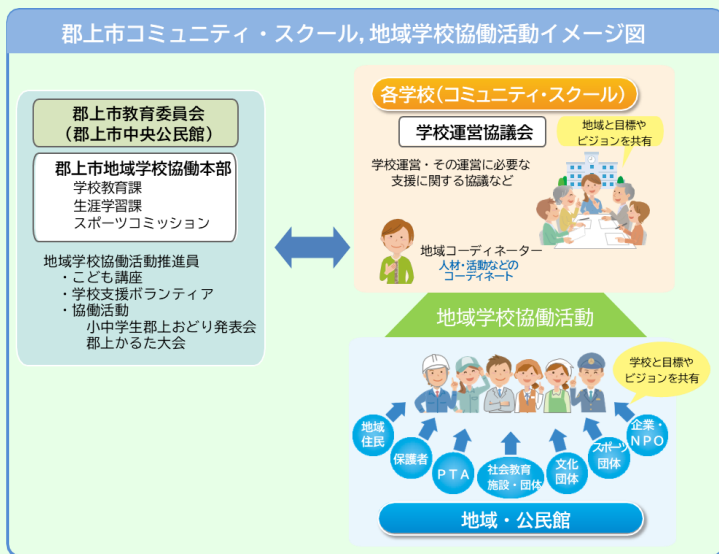 郡上市コミュニティ・スクール,地域学校協働活動イメージ図
郡上市教育委員会
（郡上市中央公民館）
郡上市地域学校協働本部
学校教育課
生涯学習課
スポーツコミッション
地域学校協働活動推進員
・こども講座
・学校支援ボランティア
・協働活動
小中学生郡上おどり発表会
郡上かるた大会
各学校(コミュニティ・スクール)
学校運営協議会
地域と目標や
ビジョンを共有
学校運営・その運営に必要な
支援に関する協議など
地域コーディネーター
人材・活動などの
コーディネート
地域学校協働活動
学校と目標や
ビジョンを共有
地域
住民
保護者
ＰＴＡ
社会教育
施設・団体
文化
団体
スポーツ
団体
企業・
ＮＰＯ
地域・公民館